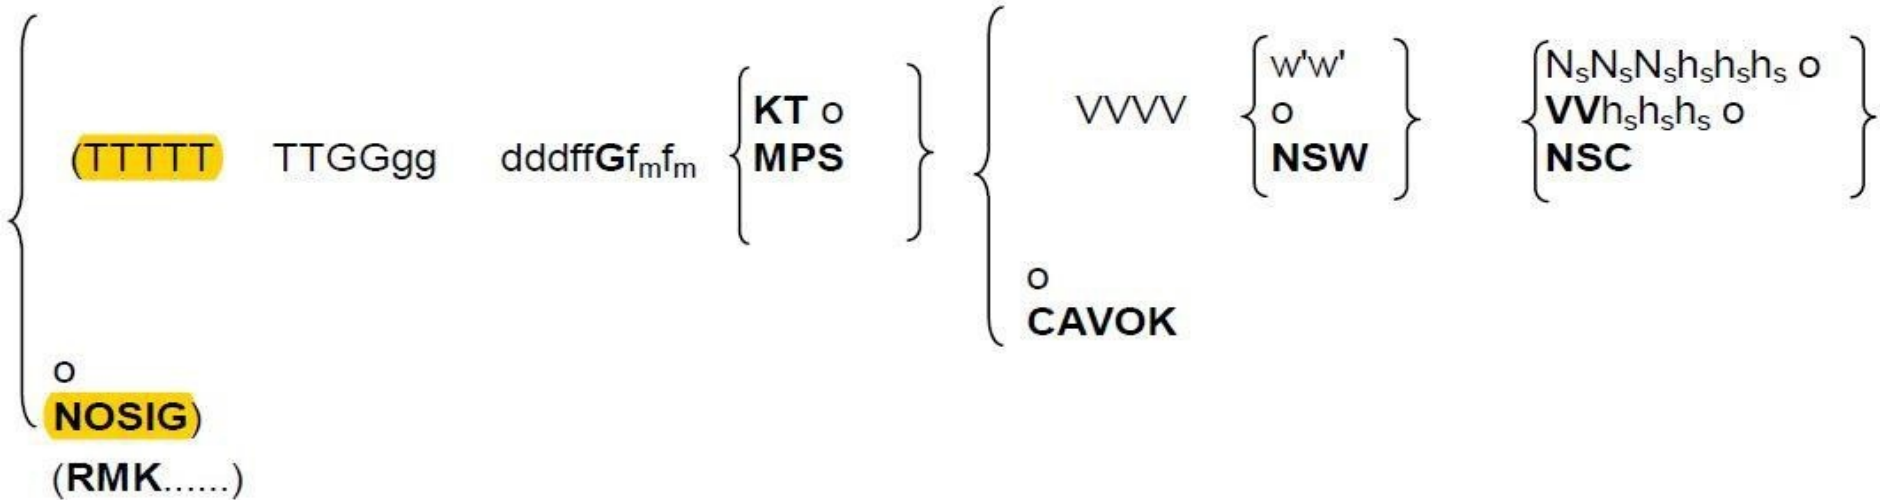 w'w' NsNsNshshshs o
KT o VVVV o VVhshshs o
(TTTTT TTGGgg dddffGfmfm MPS NSW NSC
o
CAVOK
o
NOSIG)
(RMK......)